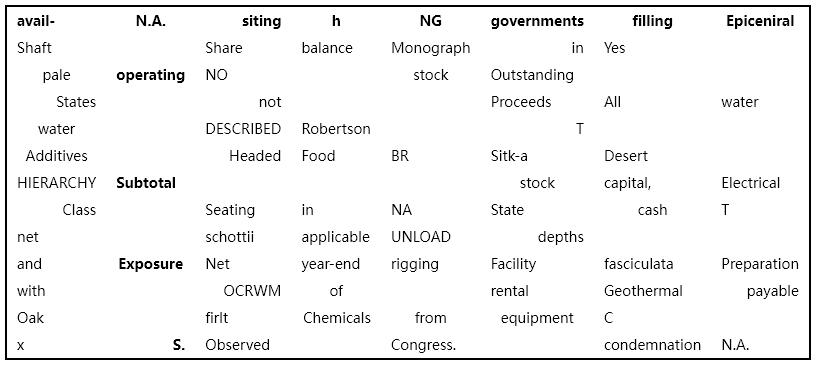 avail- N.A. siting h NG governments filling Epiceniral
Shaft Share balance Monograph in Yes
pale operating NO stock Outstanding
States not Proceeds All water
water DESCRIBED Robertson T
Additives Headed Food BR Sitk-a Desert
HIERARCHY Subtotal stock capital, Electrical
Class Seating in NA State cash T
net schottii applicable UNLOAD depths
and Exposure Net year-end rigging Facility fasciculata Preparation
with OCRWM of rental Geothermal payable
Oak firlt Chemicals from equipment C
x S. Observed Congress. condemnation N.A.